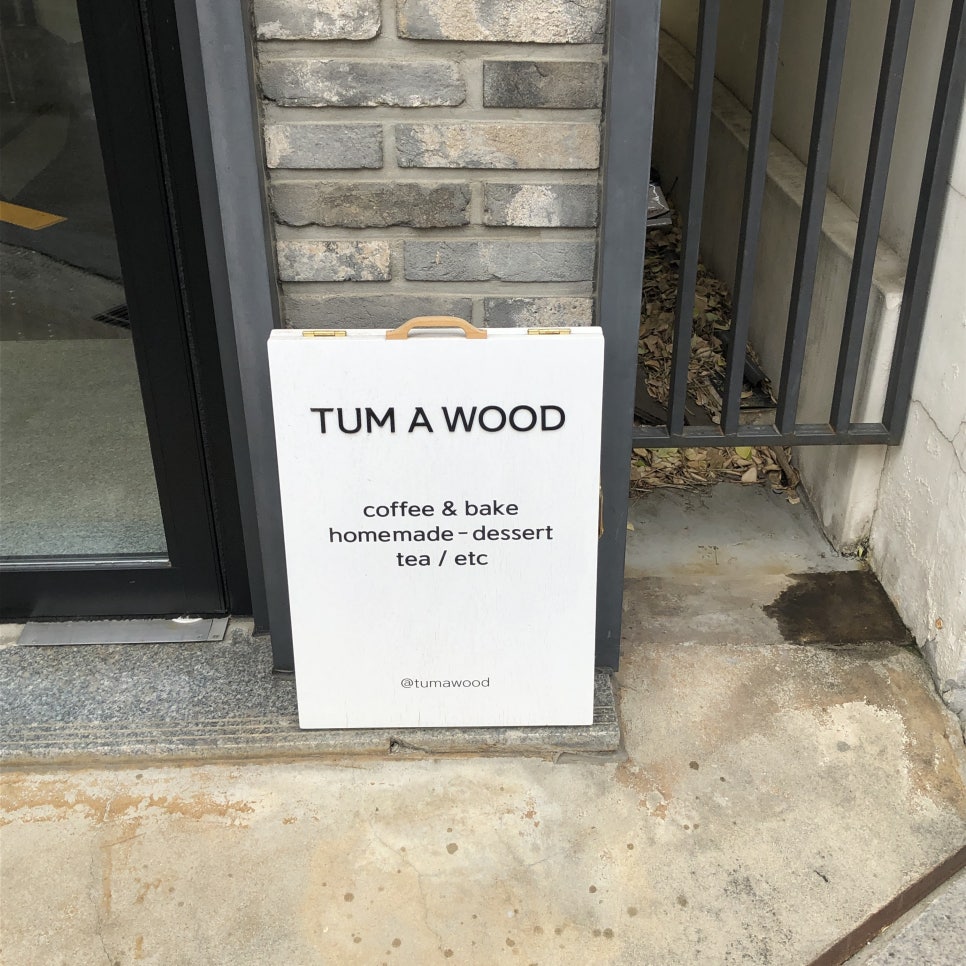 TUM A WOOD
coffee & bake
homemade-dessert
tea / etc
@tumawood